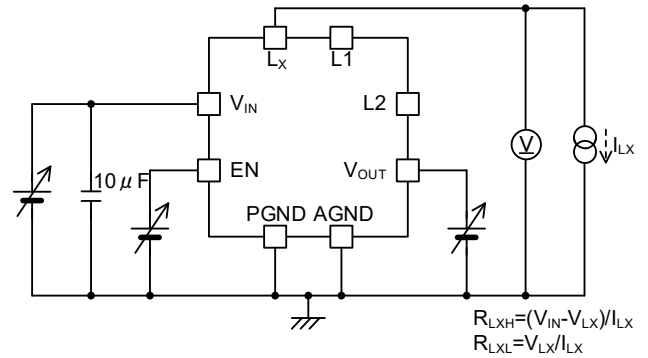 LX L1
VIN L2
10μF EN VOUT V ILX
PGND AGND
RLXH=(VIN-VLX)/ILX
RLXL=VLX/ILX